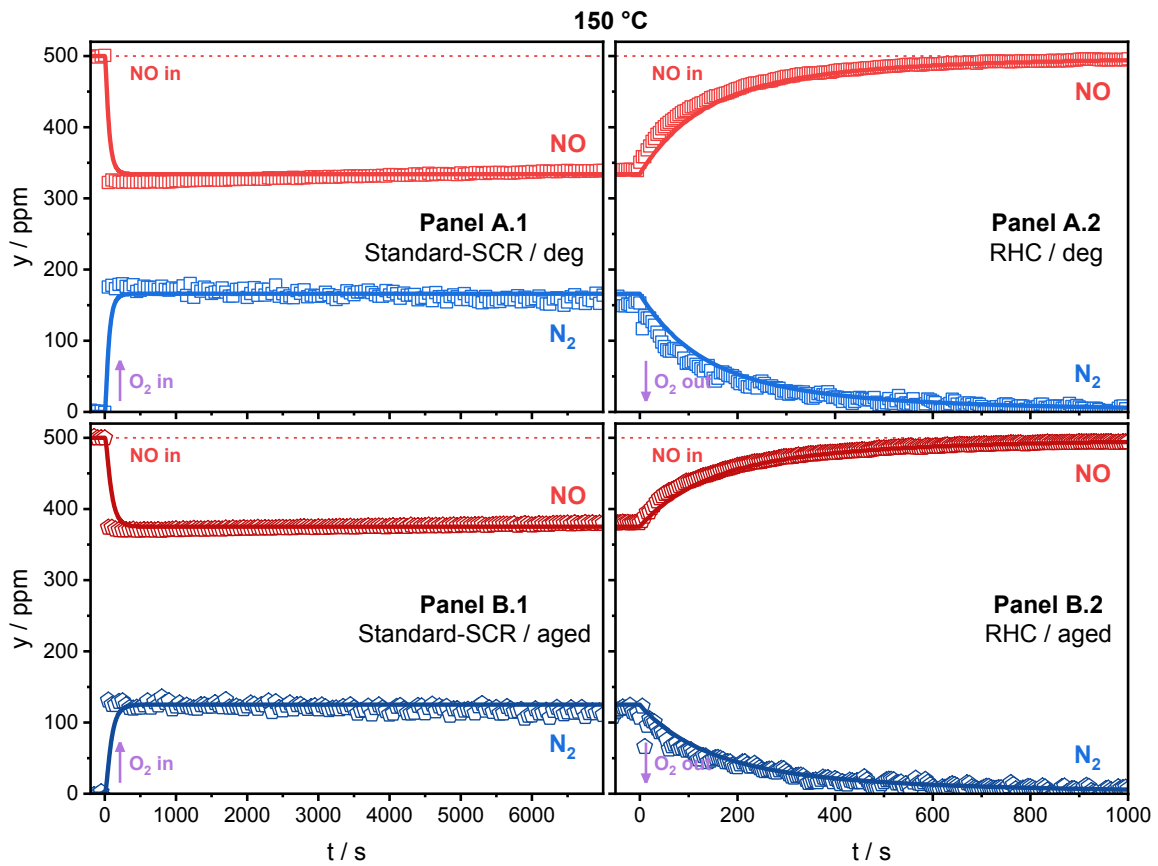 150 °C
500
400
300
200
100
0
y / ppm
NO in
NO
Panel A.1
Standard-SCR / deg
N2
O2 in
NO in
NO
Panel A.2
RHC / deg
N2
O2 out
500
400
300
200
100
0
y / ppm
NO in
NO
Panel B.1
Standard-SCR / aged
N2
O2 in
NO in
NO
Panel B.2
RHC / aged
N2
O2 out
0 1000 2000 3000 4000 5000 6000
0 200 400 600 800 1000
t / s
t / s